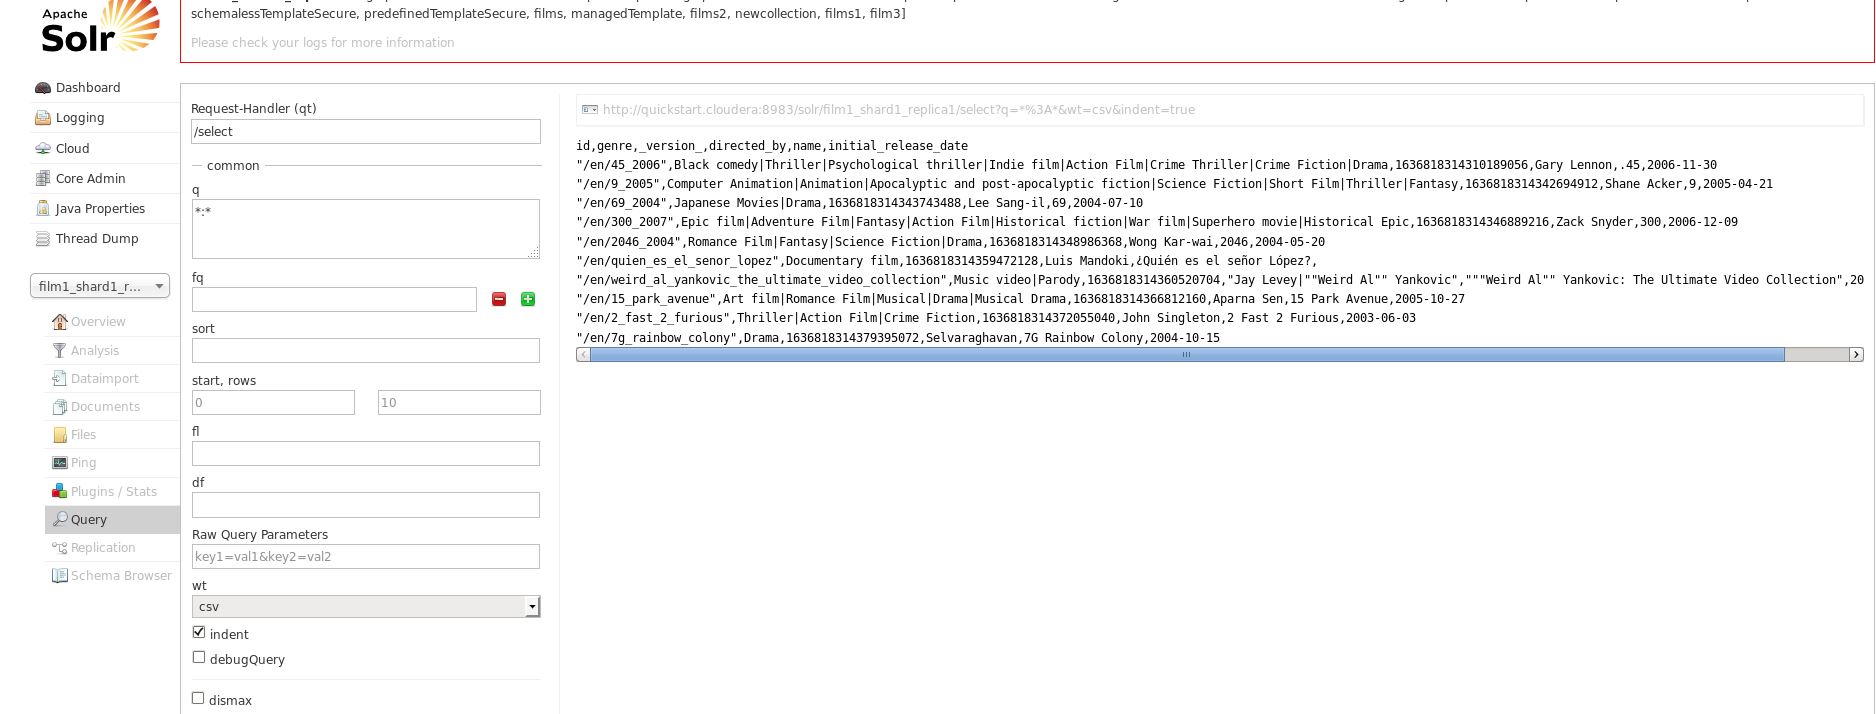 Apache
Solr
schemalessTemplateSecure, predefinedTemplateSecure, films, managedTemplate, films2, newcollection, films1, film3]
Please check your logs for more information
Dashboard
Logging
Cloud
Core Admin
Java Properties
Thread Dump
film1_shard1_r...
Overview
Analysis
Dataimport
Documents
Files
Ping
Plugins / Stats
Query
Replication
Schema Browser
Request-Handler (qt)
/select
common
q
*:*
fq
sort
start, rows
0 10
fl
df
Raw Query Parameters
key1=val1&key2=val2
wt
csv
indent
debugQuery
dismax
http://quickstart.cloudera:8983/solr/film1_shard1_replica1/select?q=*%3A*&wt=csv&indent=true
id,genre,_version_,directed_by,name,initial_release_date
"/en/45_2006",Black comedy|Thriller|Psychological thriller|Indie film|Action Film|Crime Thriller|Crime Fiction|Drama,1636818314310189056,Gary Lennon,.45,2006-11-30
"/en/9_2005",Computer Animation|Animation|Apocalyptic and post-apocalyptic fiction|Science Fiction|Short Film|Thriller|Fantasy,1636818314342694912,Shane Acker,9,2005-04-21
"/en/69_2004",Japanese Movies|Drama,1636818314343743488,Lee Sang-il,69,2004-07-10
"/en/300_2007",Epic film|Adventure Film|Fantasy|Action Film|Historical fiction|War film|Superhero movie|Historical Epic,1636818314346889216,Zack Snyder,300,2006-12-09
"/en/2046_2004",Romance Film|Fantasy|Science Fiction|Drama,1636818314348986368,Wong Kar-wai,2046,2004-05-20
"/en/quien_es_el_senor_lopez",Documentary film,1636818314359472128,Luis Mandoki,¿Quién es el señor López?,
"/en/weird_al_yankovic_the_ultimate_video_collection",Music video|Parody,1636818314360520704,"Jay Levey|""Weird Al"" Yankovic","""Weird Al"" Yankovic: The Ultimate Video Collection",20
"/en/15_park_avenue",Art film|Romance Film|Musical|Drama|Musical Drama,1636818314366812160,Aparna Sen,15 Park Avenue,2005-10-27
"/en/2_fast_2_furious",Thriller|Action Film|Crime Fiction,1636818314372055040,John Singleton,2 Fast 2 Furious,2003-06-03
"/en/7g_rainbow_colony",Drama,1636818314379395072,Selvaraghavan,7G Rainbow Colony,2004-10-15